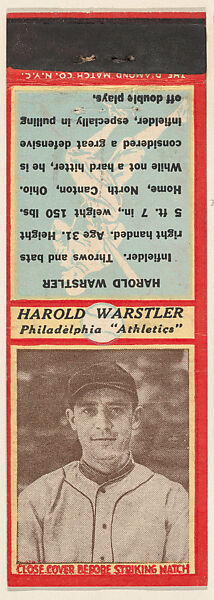 THE DIAMOND MATCH CO. N.Y.C.
HAROLD WARSTLER
Infielder. Throws and bats
right handed. Age 31. Height
5 ft. 7 in., weight 150 lbs.
Home, North, Canton, Ohio.
While not a hard hitter, he is
considered a great defensive
Infielder, especially in pulling
off double plays.
HAROLD WARSTLER
Philadelphia "Athletics"
CLOSE COVER BEFORE STRIKING MATCH